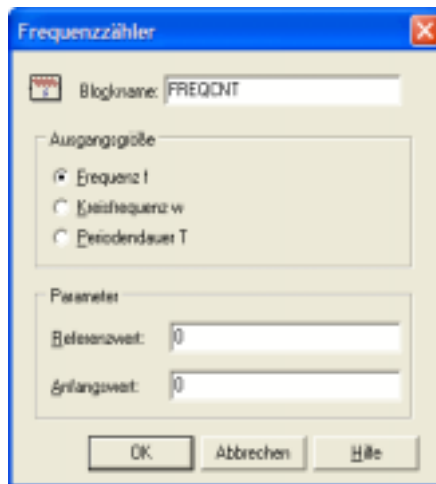 Frequenzzähler
Blockname: FREQCNT
Ausgangsgröße
Frequenz f
Kreisfrequenz w
Periodendauer T
Parameter
Referenzwert: 0
Anfangswert: 0
OK Abbrechen Hilfe